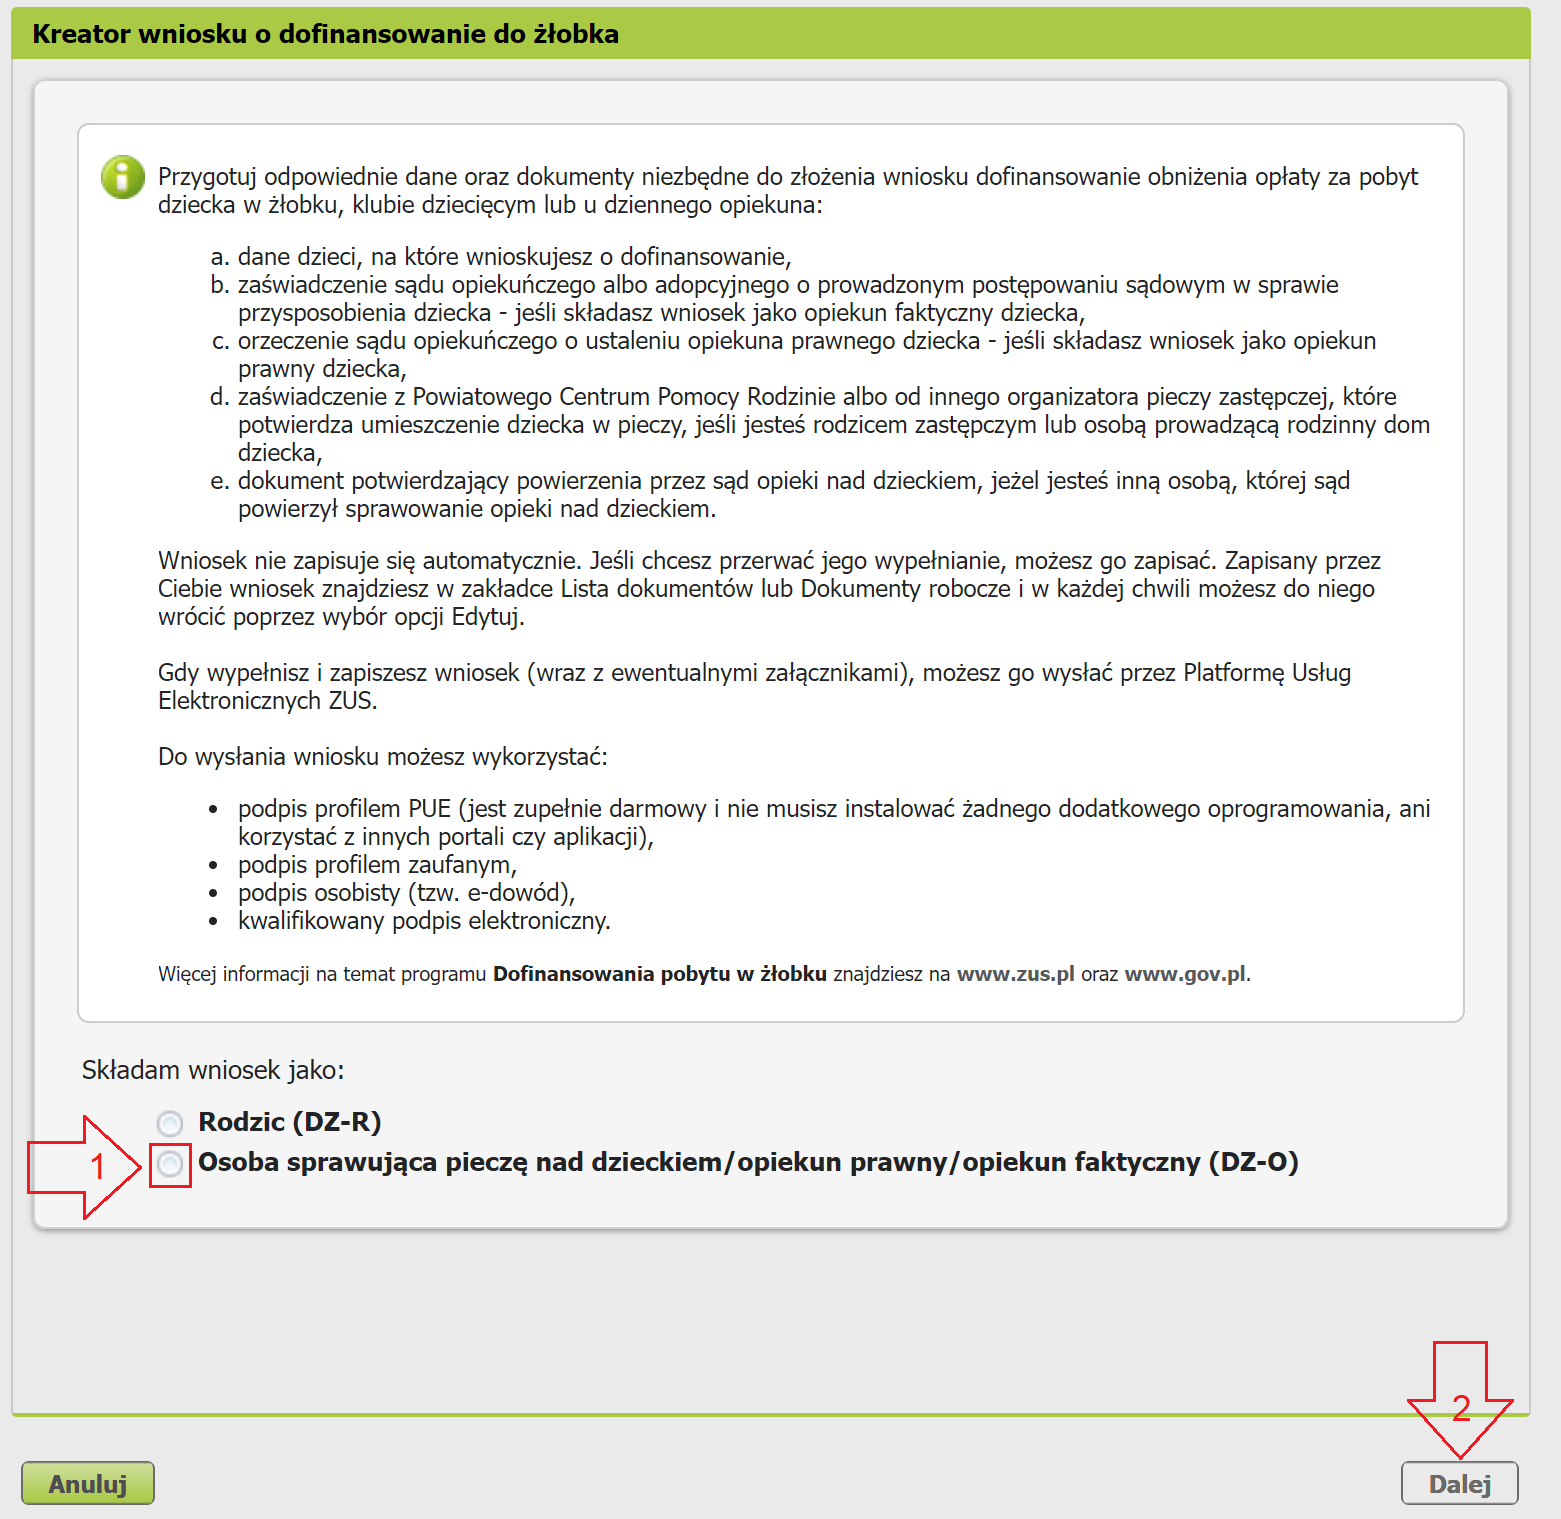 Kreator wniosku o dofinansowanie do żłobka
Przygotuj odpowiednie dane oraz dokumenty niezbędne do złożenia wniosku dofinansowanie obniżenia opłaty za pobyt
dziecka w żłobku, klubie dziecięcym lub u dziennego opiekuna:
a. dane dzieci, na które wnioskujesz o dofinansowanie,
b. zaświadczenie sądu opiekuńczego albo adopcyjnego o prowadzonym postępowaniu sądowym w sprawie
przysposobienia dziecka - jeśli składasz wniosek jako opiekun faktyczny dziecka,
c. orzeczenie sądu opiekuńczego o ustaleniu opiekuna prawnego dziecka - jeśli składasz wniosek jako opiekun
prawny dziecka,
d. zaświadczenie z Powiatowego Centrum Pomocy Rodzinie albo od innego organizatora pieczy zastępczej, które
potwierdza umieszczenie dziecka w pieczy, jeśli jesteś rodzicem zastępczym lub osobą prowadzącą rodzinny dom
dziecka,
e. dokument potwierdzający powierzenia przez sąd opieki nad dzieckiem, jeżel jesteś inną osobą, której sąd
powierzył sprawowanie opieki nad dzieckiem.
Wniosek nie zapisuje się automatycznie. Jeśli chcesz przerwać jego wypełnianie, możesz go zapisać. Zapisany przez
Ciebie wniosek znajdziesz w zakładce Lista dokumentów lub Dokumenty robocze i w każdej chwili możesz do niego
wrócić poprzez wybór opcji Edytuj.
Gdy wypełnisz i zapiszesz wniosek (wraz z ewentualnymi załącznikami), możesz go wysłać przez Platformę Usług
Elektronicznych ZUS.
Do wysłania wniosku możesz wykorzystać:
• podpis profilem PUE (jest zupełnie darmowy i nie musisz instalować żadnego dodatkowego oprogramowania, ani
korzystać z innych portali czy aplikacji),
• podpis profilem zaufanym,
• podpis osobisty (tzw. e-dowód),
• kwalifikowany podpis elektroniczny.
Więcej informacji na temat programu Dofinansowania pobytu w żłobku znajdziesz na www.zus.pl oraz www.gov.pl.
Składam wniosek jako:
Rodzic (DZ-R)
1 Osoba sprawująca pieczę nad dzieckiem/opiekun prawny/opiekun faktyczny (DZ-O)
2
Anuluj Dalej